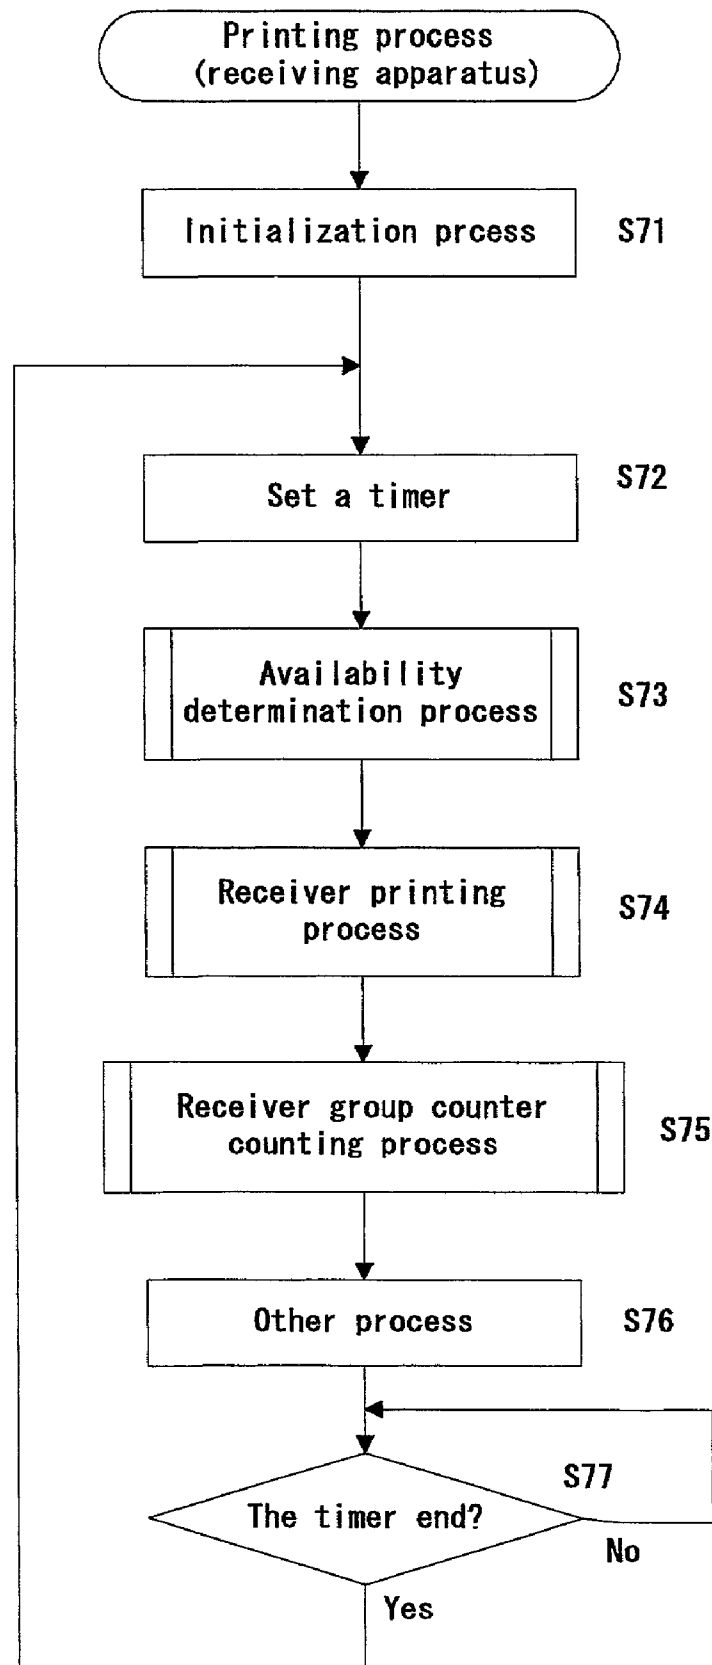 Printing process
(receiving apparatus)
Initialization prcess
S71
Set a timer
S72
Availability
determination process
S73
Receiver printing
process
S74
Receiver group counter
counting process
S75
Other process
S76
The timer end?
S77
No
Yes